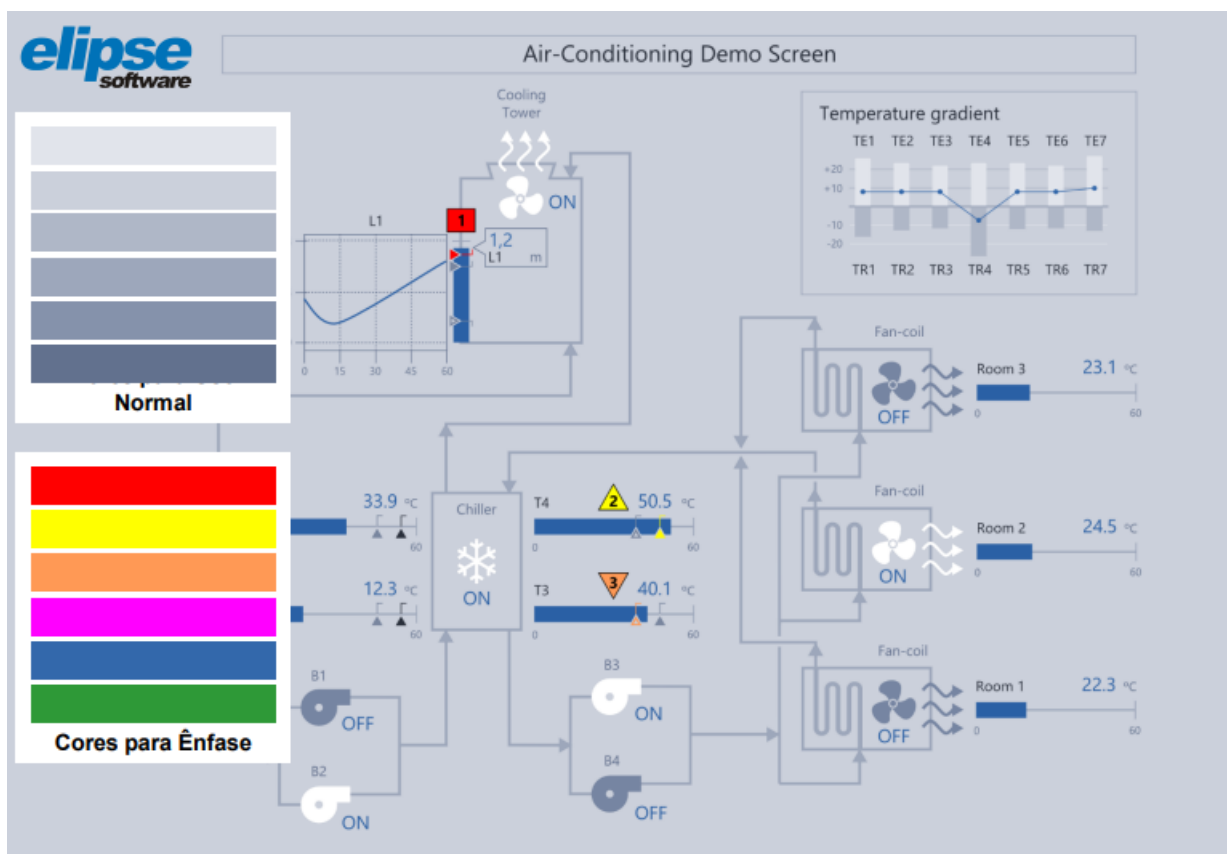 elipse
software
Air-Conditioning Demo Screen
Cooling
Tower
ON
1
L1
1,2
L1 m
0 15 30 45 60
Temperature gradient
TE1 TE2 TE3 TE4 TE5 TE6 TE7
+20
+10
-10
-20
TR1 TR2 TR3 TR4 TR5 TR6 TR7
Normal
Fan-coil
OFF
Room 3 23.1 ºC
0 60
Fan-coil
ON
Room 2 24.5 ºC
0 60
Fan-coil
OFF
Room 1 22.3 ºC
0 60
33.9 ºC
60
12.3 ºC
60
Chiller
ON
T4 2 50.5 ºC
0 60
T3 3 40.1 ºC
0 60
Cores para Ênfase
B1
OFF
B2
ON
B3
ON
B4
OFF